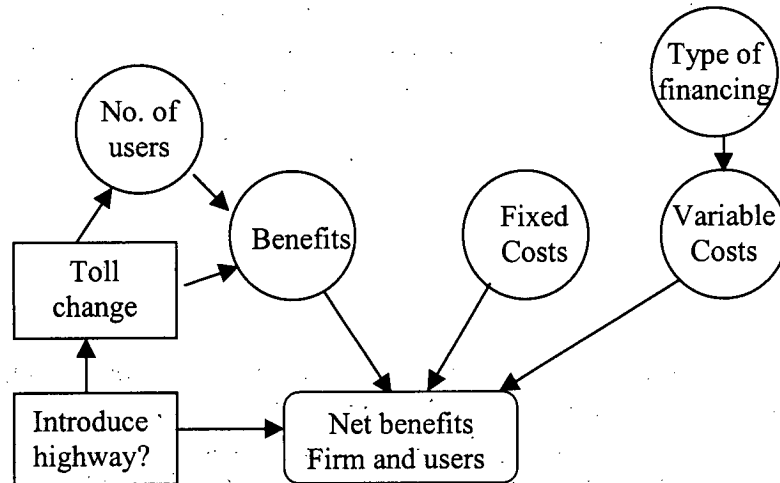 Type of
financing
No. of
users
Benefits
Fixed
Costs
Variable
Costs
Toll
change
Introduce
highway?
Net benefits
Firm and users